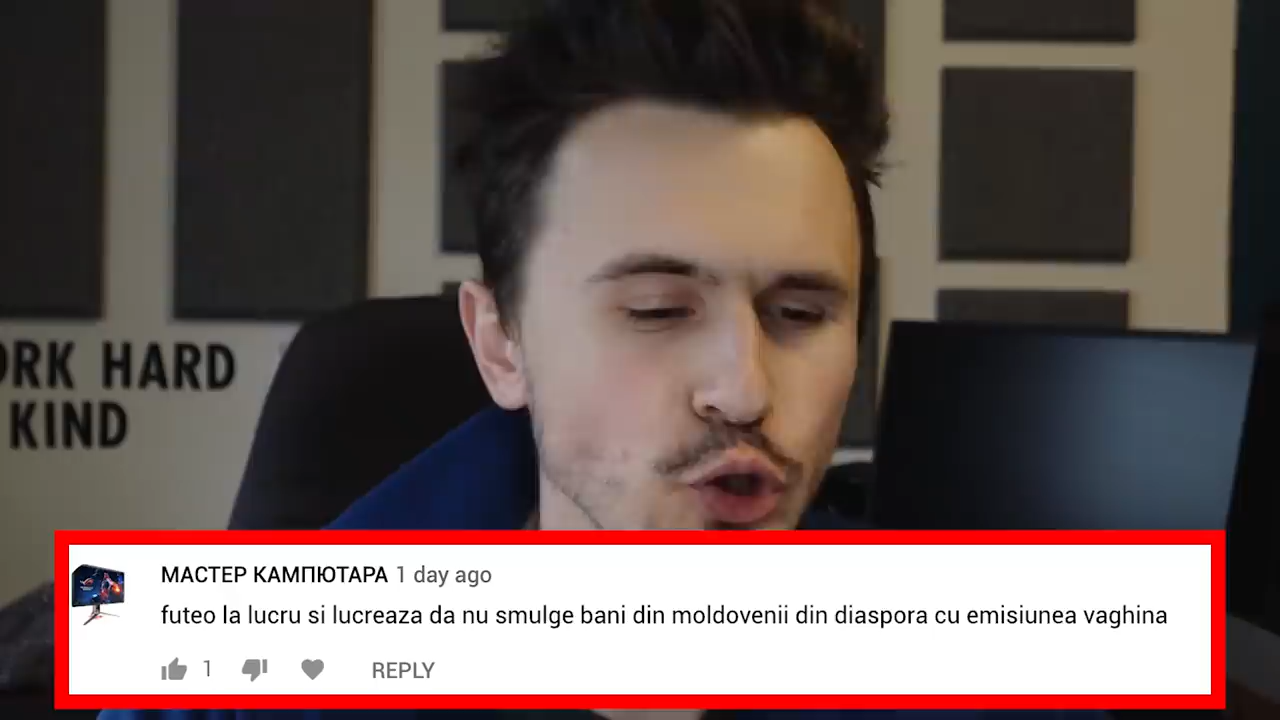 ORK HARD
KIND
МАСТЕР КАМПЮТАРА 1 day ago
futeo la lucru si lucreaza da nu smulge bani din moldovenii din diaspora cu emisiunea vaghina
1
REPLY